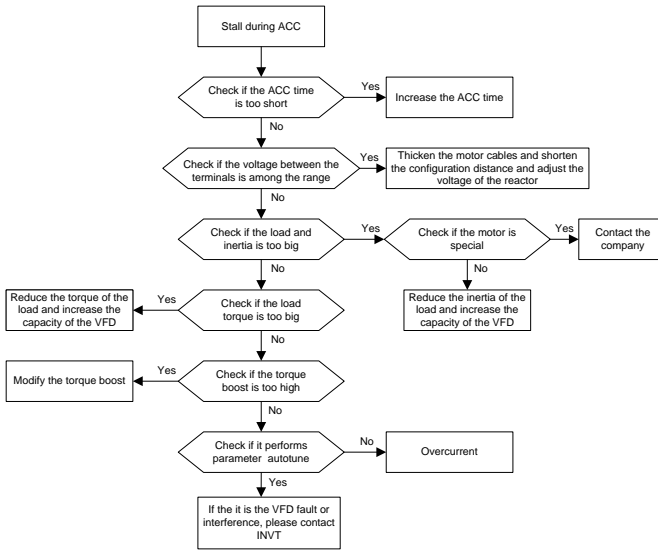 Stall during ACC
Check if the ACC time
is too short
Yes
Increase the ACC time
No
Check if the voltage between the
terminals is among the range
Yes
Thicken the motor cables and shorten
the configuration distance and adjust the
voltage of the reactor
No
Check if the load and
inertia is too big
Yes
Check if the motor is
special
Yes
Contact the
company
No
No
Reduce the torque of the
load and increase the
capacity of the VFD
Yes
Check if the load
torque is too big
Reduce the inertia of the
load and increase the
capacity of the VFD
No
Modify the torque boost
Yes
Check if the torque
boost is too high
No
Check if it performs
parameter autotune
No
Overcurrent
Yes
If the it is the VFD fault or
interference, please contact
INVT